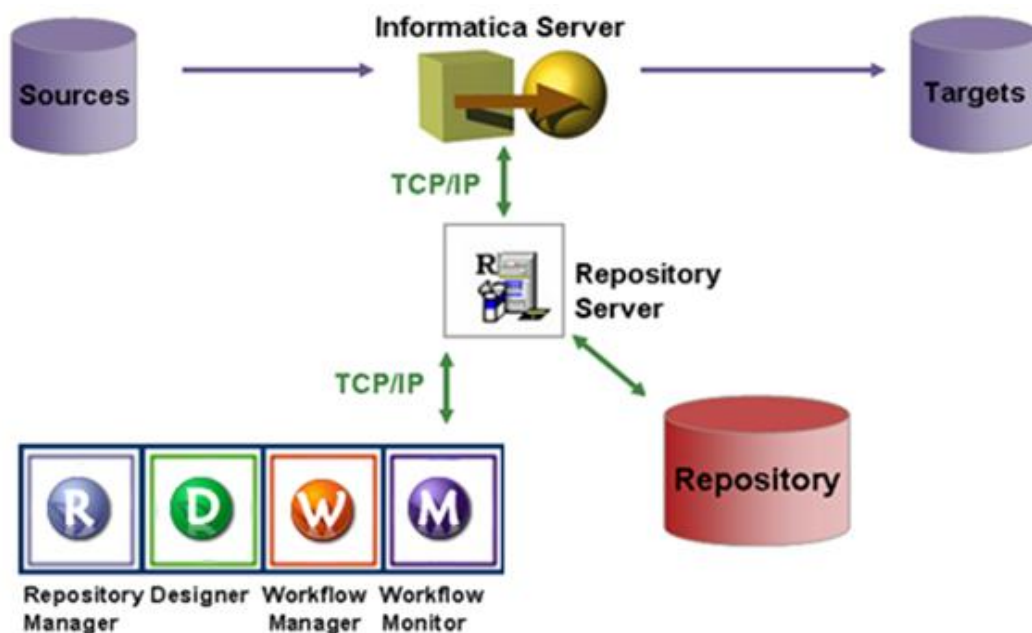 Informatica Server
Sources
Targets
TCP/IP
R
Repository
Server
TCP/IP
Repository
R
D
W
M
Repository
Manager
Designer
Workflow
Manager
Workflow
Monitor